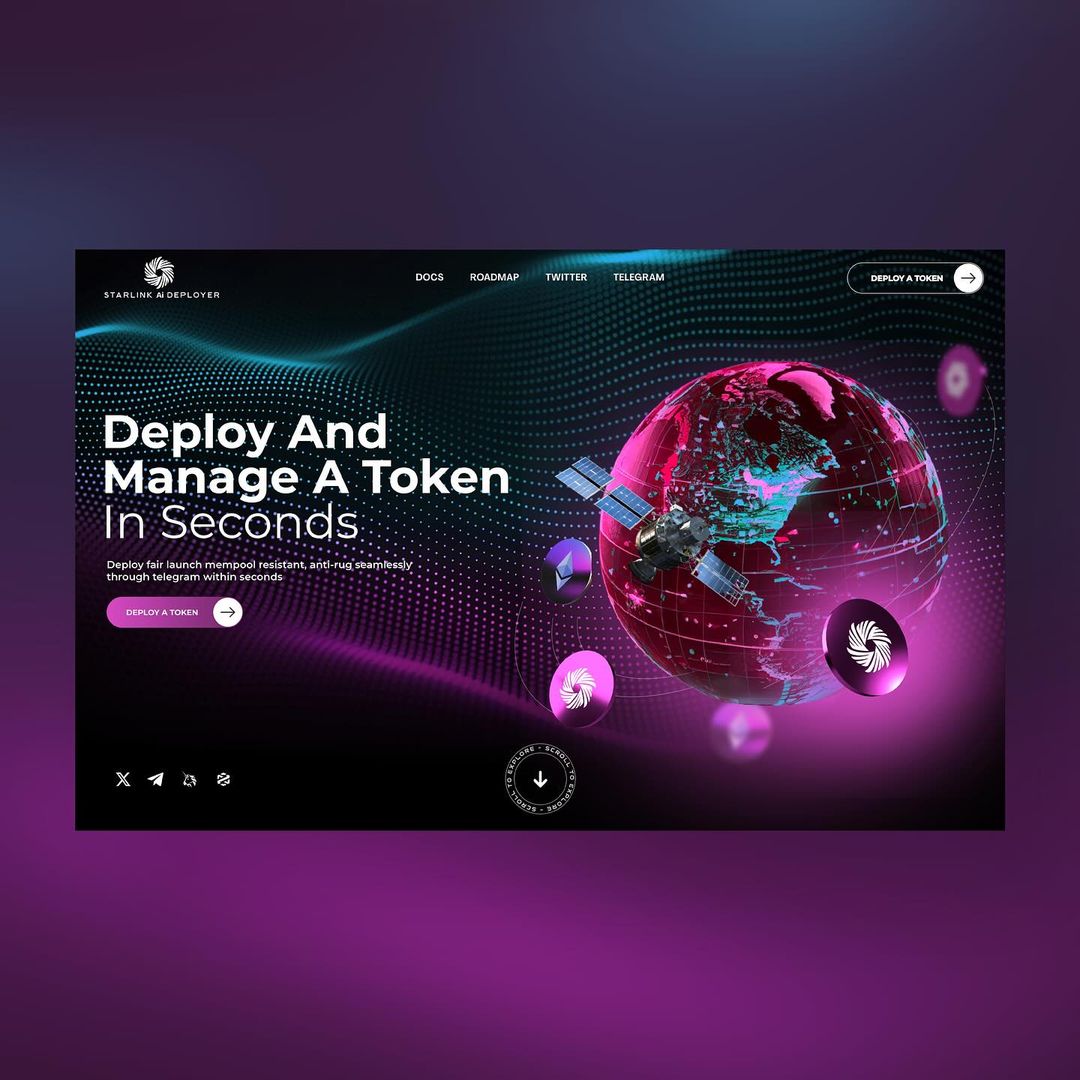 STARLINK Ai DEPLOYER
DOCS
ROADMAP
TWITTER
TELEGRAM
DEPLOY A TOKEN
Deploy And
Manage A Token
In Seconds
Deploy fair launch mempool resistant, anti-rug seamlessly
through telegram within seconds
DEPLOY A TOKEN
SCROLL TO EXPLORE - SCROLL TO EXPLORE -